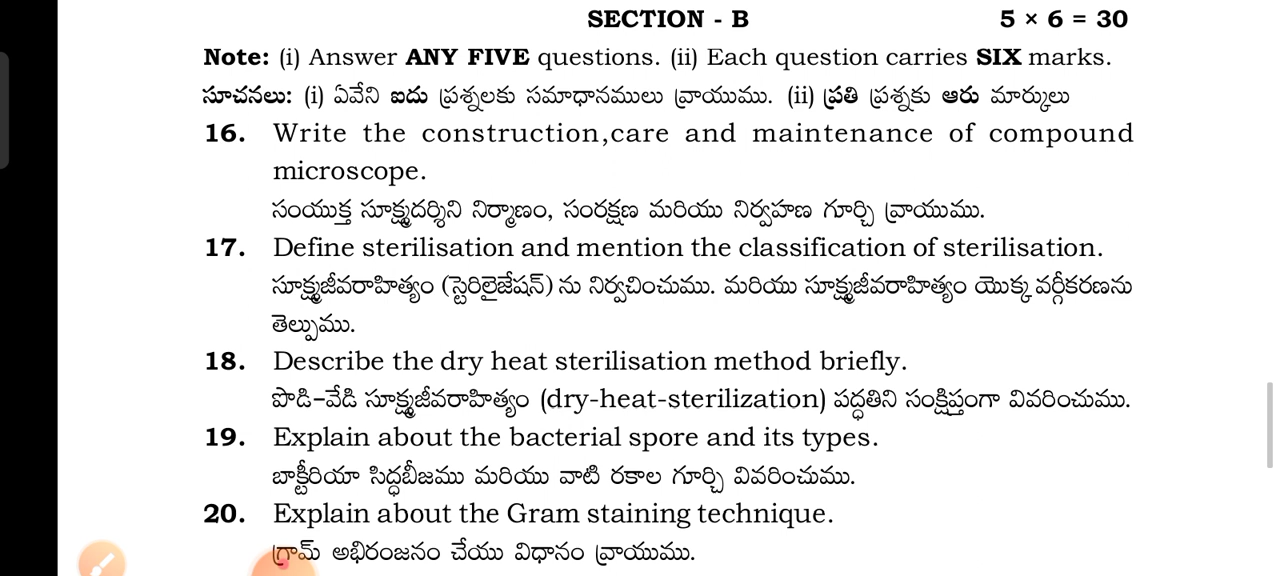 SECTION - B 5 × 6 = 30
Note: (i) Answer ANY FIVE questions. (ii) Each question carries SIX marks.
సూచనలు: (i) ఏవేని ఐదు ప్రశ్నలకు సమాధానములు వ్రాయుము. (ii) ప్రతి ప్రశ్నకు ఆరు మార్కులు
16. Write the construction,care and maintenance of compound
microscope.
సంయుక్త సూక్ష్మదర్శిని నిర్మాణం, సంరక్షణ మరియు నిర్వహణ గూర్చి వ్రాయుము.
17. Define sterilisation and mention the classification of sterilisation.
సూక్ష్మజీవరాహిత్యం (స్టెరిలైజేషన్) ను నిర్వచించుము. మరియు సూక్ష్మజీవరాహిత్యం యొక్క వర్గీకరణను
తెల్పుము.
18. Describe the dry heat sterilisation method briefly.
పొడి-వేడి సూక్ష్మజీవరాహిత్యం (dry-heat-sterilization) పద్ధతిని సంక్షిప్తంగా వివరించుము.
19. Explain about the bacterial spore and its types.
బాక్టీరియా సిద్ధబీజము మరియు వాటి రకాల గూర్చి వివరించుము.
20. Explain about the Gram staining technique.
గ్రామ్ అభిరంజనం చేయు విధానం వ్రాయుము.